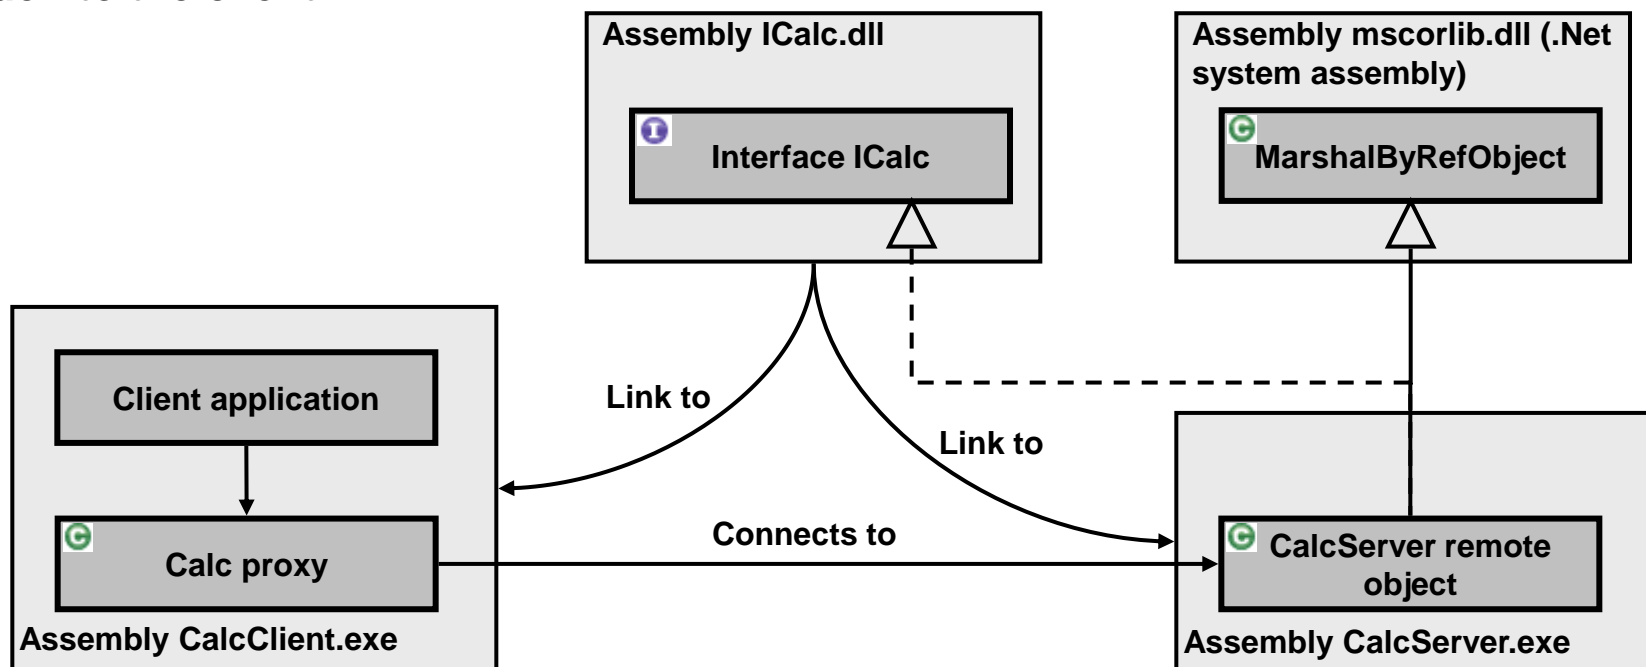 Assembly ICalc.dll
Interface ICalc
Assembly mscorlib.dll (.Net
system assembly)
MarshalByRefObject
Client application
Calc proxy
Assembly CalcClient.exe
Link to
Link to
Connects to
CalcServer remote
object
Assembly CalcServer.exe